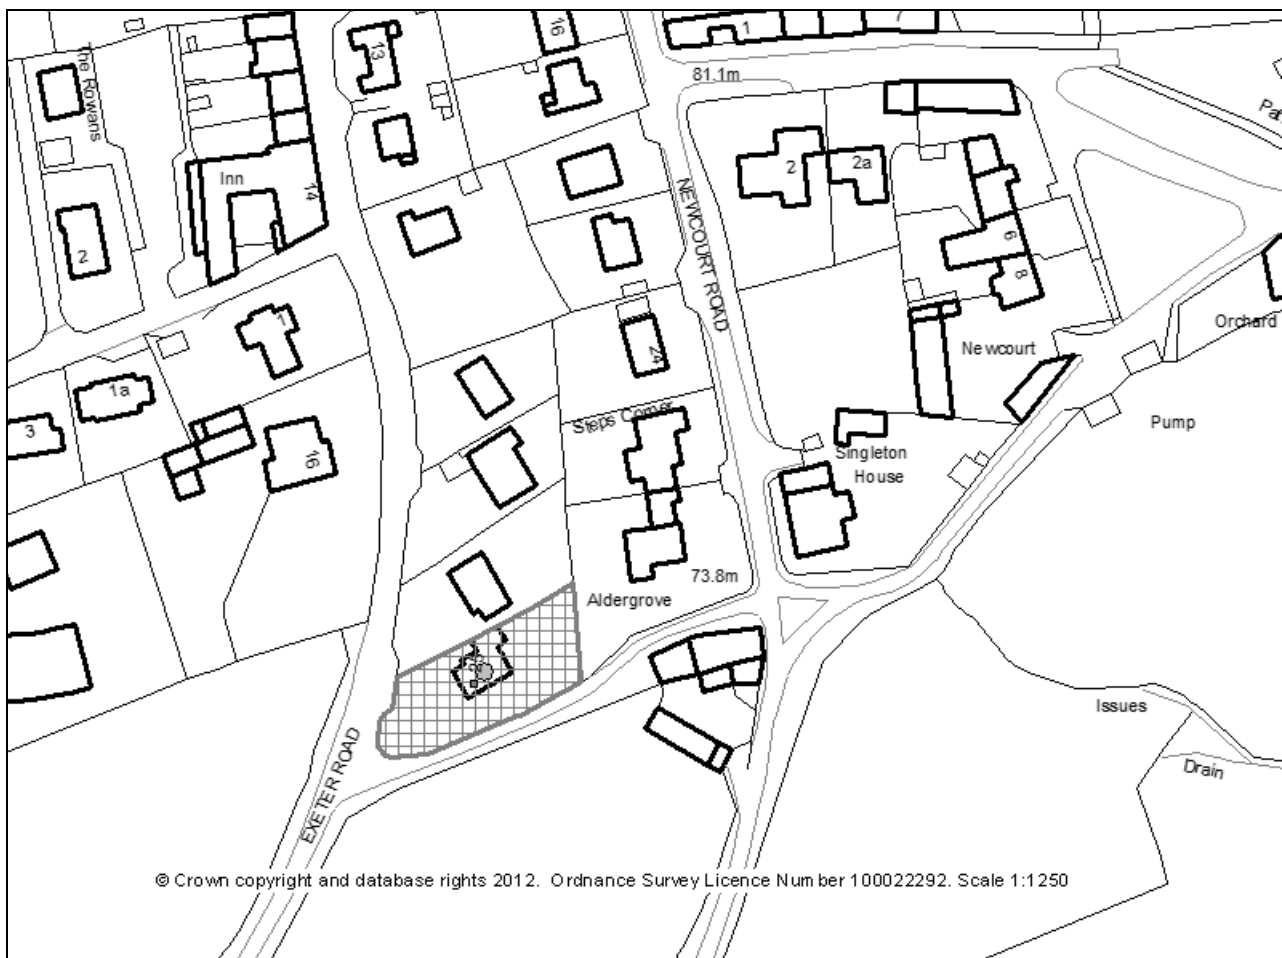 The Rowans
13
16
1
7
81.1m
Pat
Inn
14
2
2a
2
NEWCOURT ROAD
6
8
1
Orchard
24
Newcourt
1a
3
Steps Corner
16
Pump
Singleton
House
73.8m
Aldergrove
Issues
Drain
EXETER ROAD
© Crown copyright and database rights 2012. Ordnance Survey Licence Number 100022292. Scale 1:1250